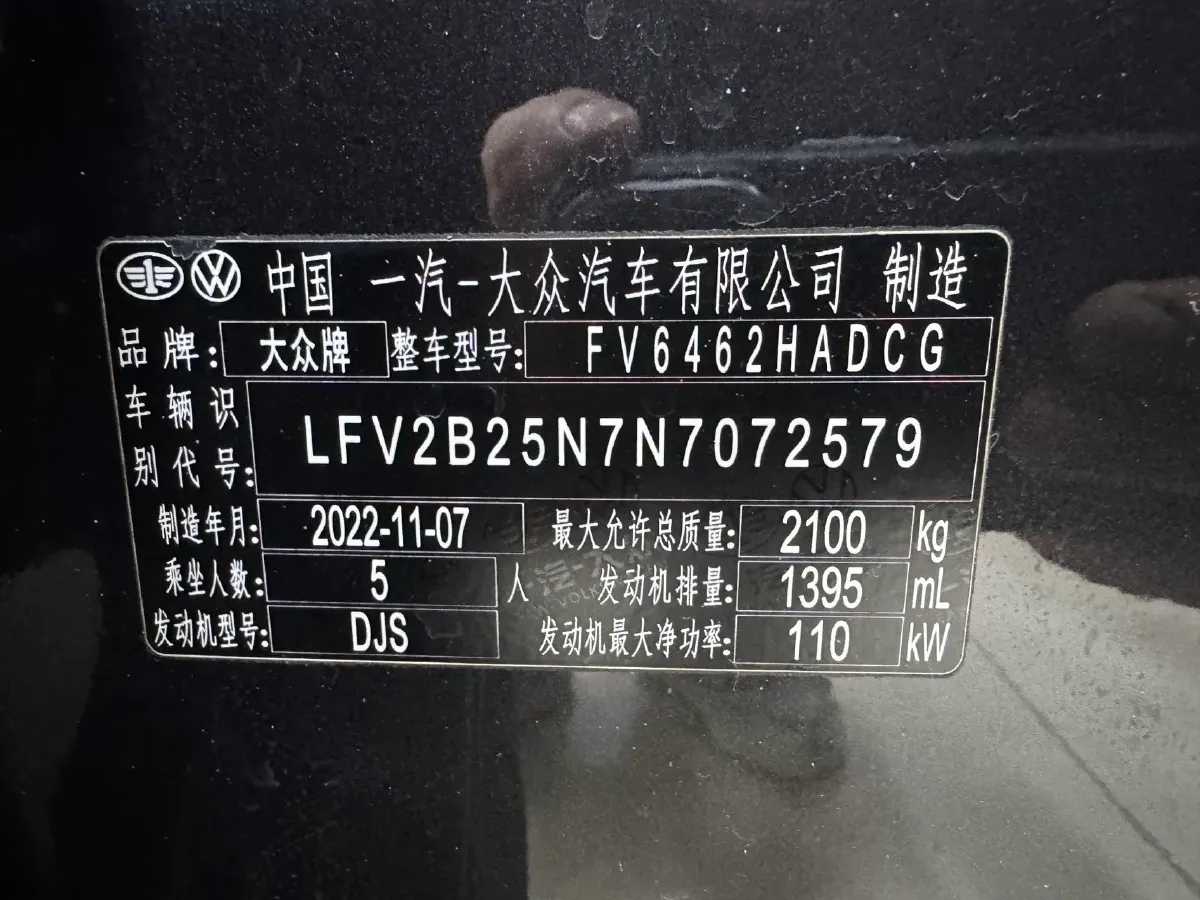 中国 一汽-大众汽车有限公司 制造
品牌: 大众牌 整车型号: FV6462HADCG
车辆识别代号: LFV2B25N7N7072579
制造年月: 2022-11-07 最大允许总质量: 2100 kg
乘坐人数: 5 人 发动机排量: 1395 mL
发动机型号: DJS 发动机最大净功率: 110 kW